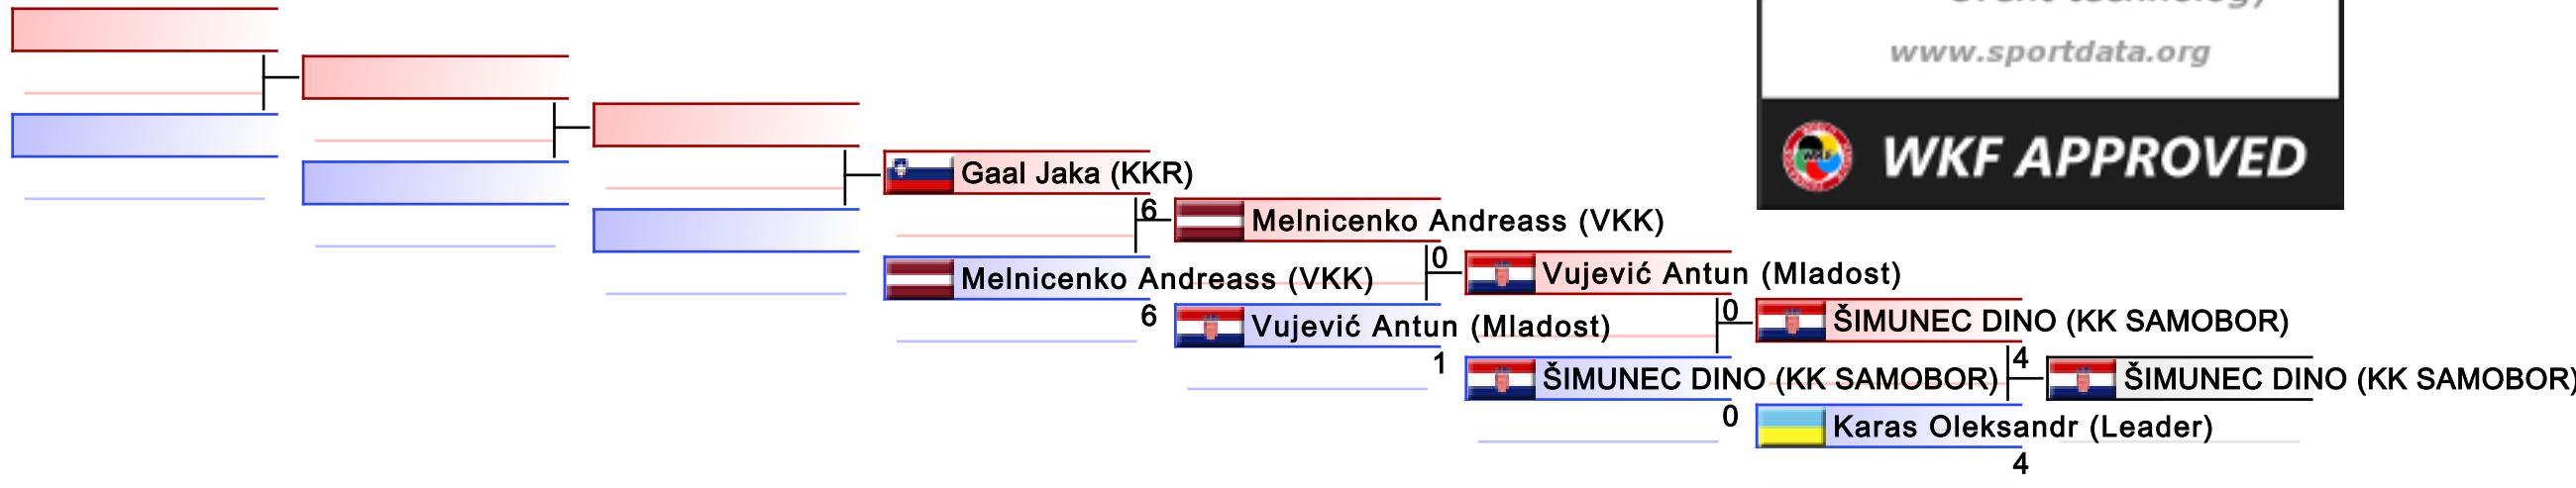 www.sportdata.org
WKF APPROVED
Gaal Jaka (KKR)
6
Melnicenko Andreass (VKK)
0
Melnicenko Andreass (VKK)
6
Vujević Antun (Mladost)
0
Vujević Antun (Mladost)
1
ŠIMUNEC DINO (KK SAMOBOR)
4
ŠIMUNEC DINO (KK SAMOBOR)
0
ŠIMUNEC DINO (KK SAMOBOR)
Karas Oleksandr (Leader)
4